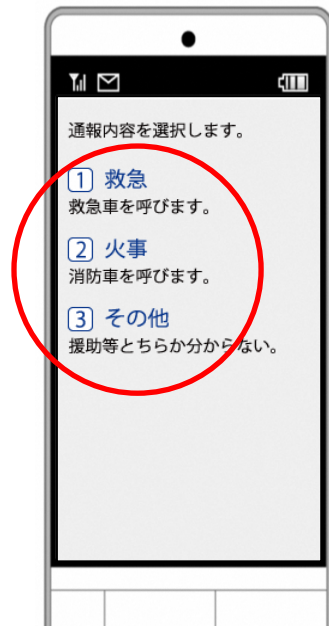 通報内容を選択します。
1 救急
救急車を呼びます。
2 火事
消防車を呼びます。
3 その他
援助等とちらか分からない。